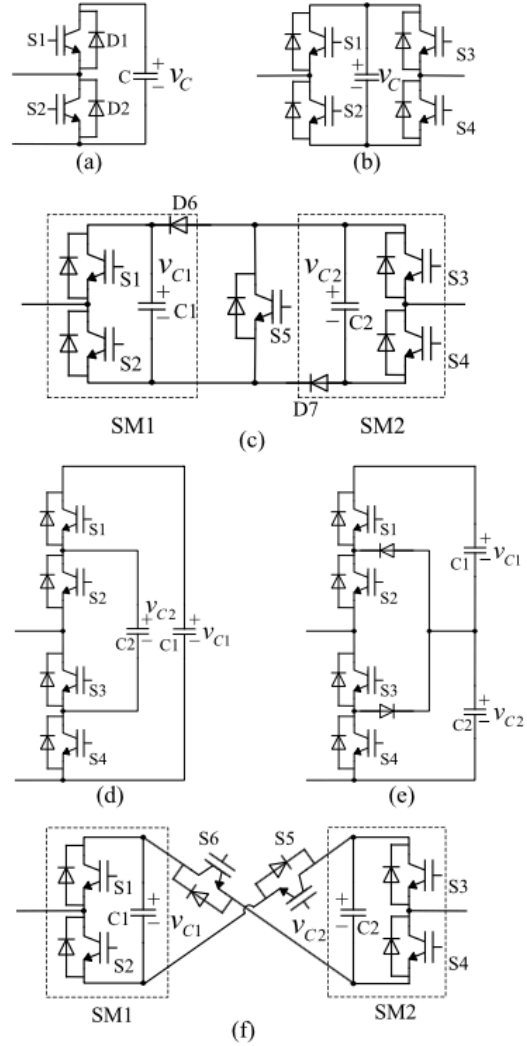 S1 D1 + C v_C −
S2 D2
(a)
S1 + v_C − S3
S2 S4
(b)
D6
S1 v_C1 + − C1 S5 v_C2 + − C2 S3
S2 S4
D7
SM1 SM2
(c)
S1
S2 v_C2 + − C2 + − C1 v_C1
S3
S4
(d)
S1 C1 + − v_C1
S2
S3 C2 + − v_C2
S4
(e)
S6 S5
S1 C1 + − v_C1 v_C2 + − C2 S3
S2 S4
SM1 SM2
(f)